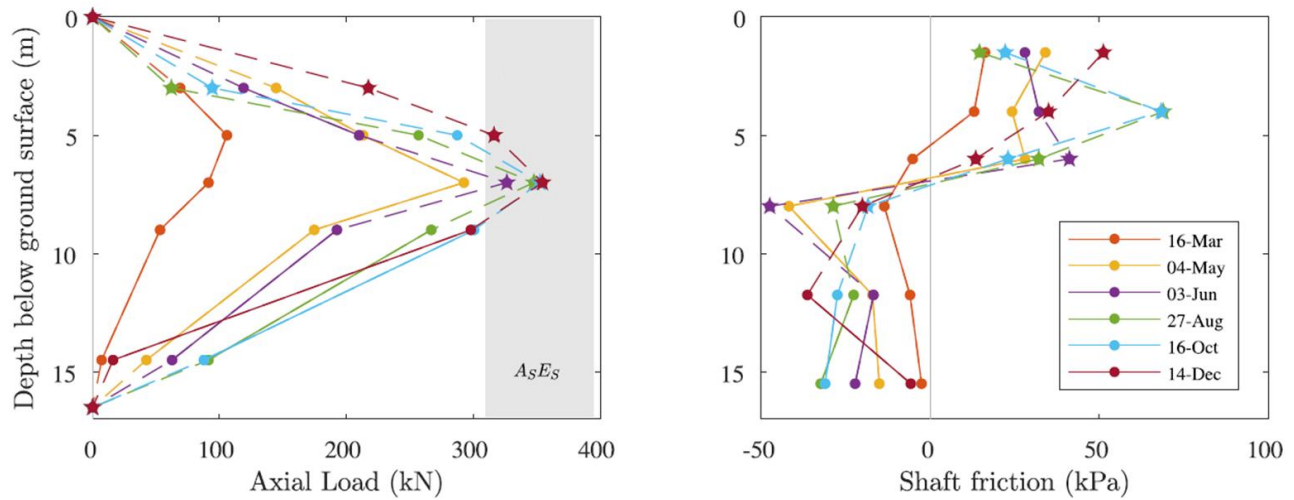 0
5
10
15
Depth below ground surface (m)
0 100 200 300 400
Axial Load (kN)
A_S E_S
0
5
10
15
-50 0 50 100
Shaft friction (kPa)
16-Mar
04-May
03-Jun
27-Aug
16-Oct
14-Dec